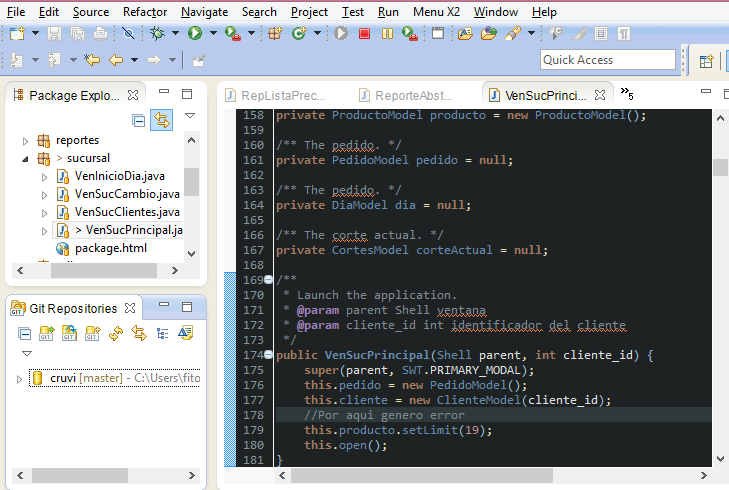 File Edit Source Refactor Navigate Search Project Test Run Menu X2 Window Help
Quick Access
Package Explo...
reportes
> sucursal
VenInicioDia.java
VenSucCambio.java
VenSucClientes.java
> VenSucPrincipal.ja
package.html
Git Repositories
GIT
cruvi [master] - C:\Users\fito
RepListaPrec... ReporteAbst... VenSucPrinci... »5
158 private ProductoModel producto = new ProductoModel();
159
160 /** The pedido. */
161 private PedidoModel pedido = null;
162
163 /** The pedido. */
164 private DiaModel dia = null;
165
166 /** The corte actual. */
167 private CortesModel corteActual = null;
168
169 /**
170 * Launch the application.
171 * @param parent Shell ventana
172 * @param cliente_id int identificador del cliente
173 */
174 public VenSucPrincipal(Shell parent, int cliente_id) {
175 super(parent, SWT.PRIMARY_MODAL);
176 this.pedido = new PedidoModel();
177 this.cliente = new ClienteModel(cliente_id);
178 //Por aqui genero error
179 this.producto.setLimit(19);
180 this.open();
181 }